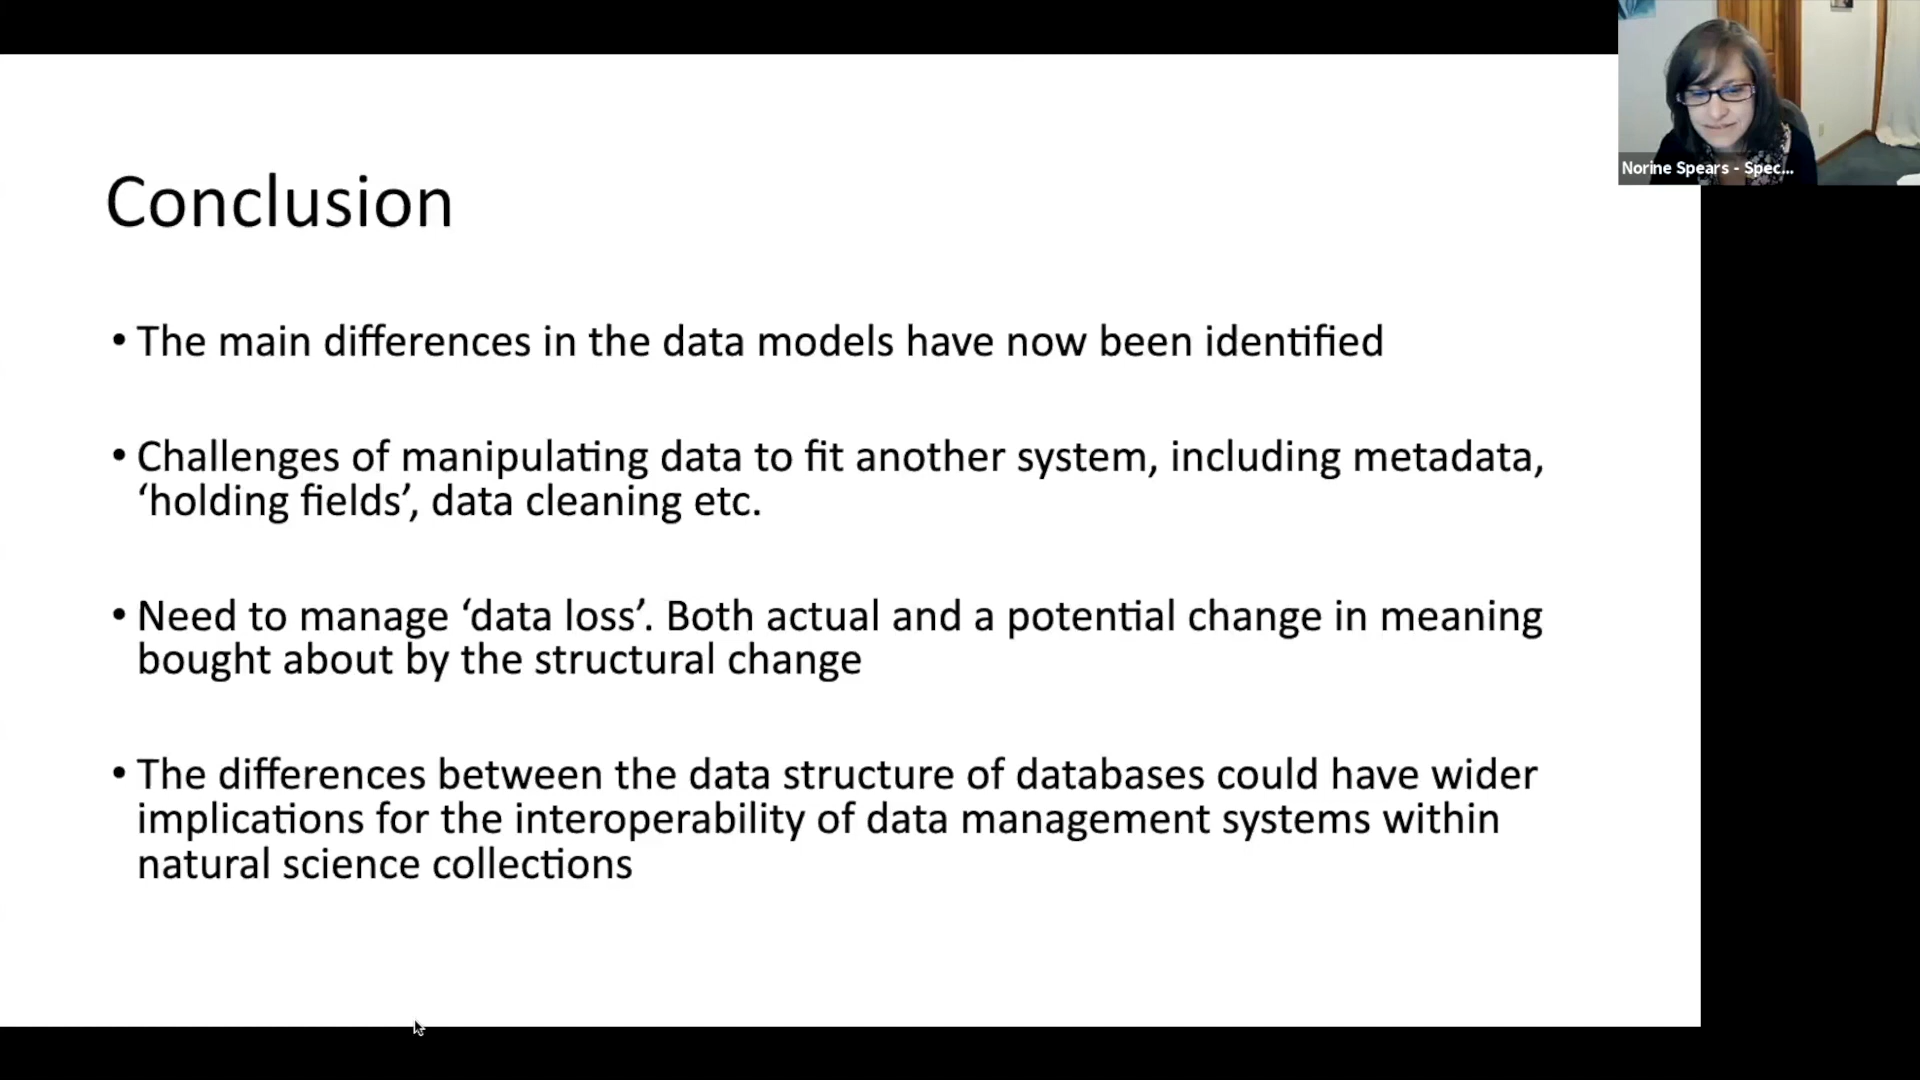 Norine Spears - Spec...
Conclusion
• The main differences in the data models have now been identified
• Challenges of manipulating data to fit another system, including metadata,
‘holding fields’, data cleaning etc.
• Need to manage ‘data loss’. Both actual and a potential change in meaning
bought about by the structural change
• The differences between the data structure of databases could have wider
implications for the interoperability of data management systems within
natural science collections